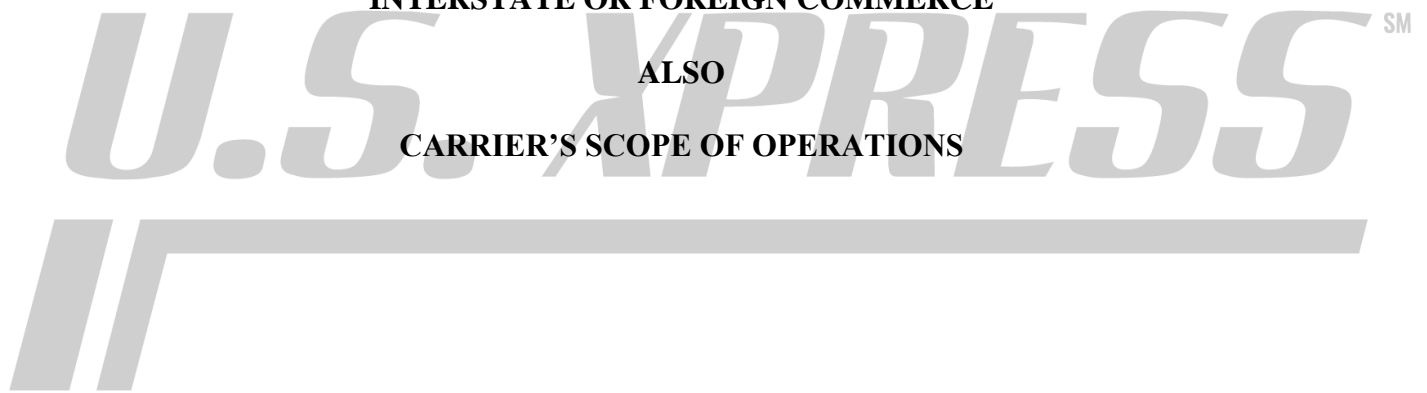 INTERSTATE OR FOREIGN COMMERCE
U.S. XPRESS SM
ALSO
CARRIER'S SCOPE OF OPERATIONS